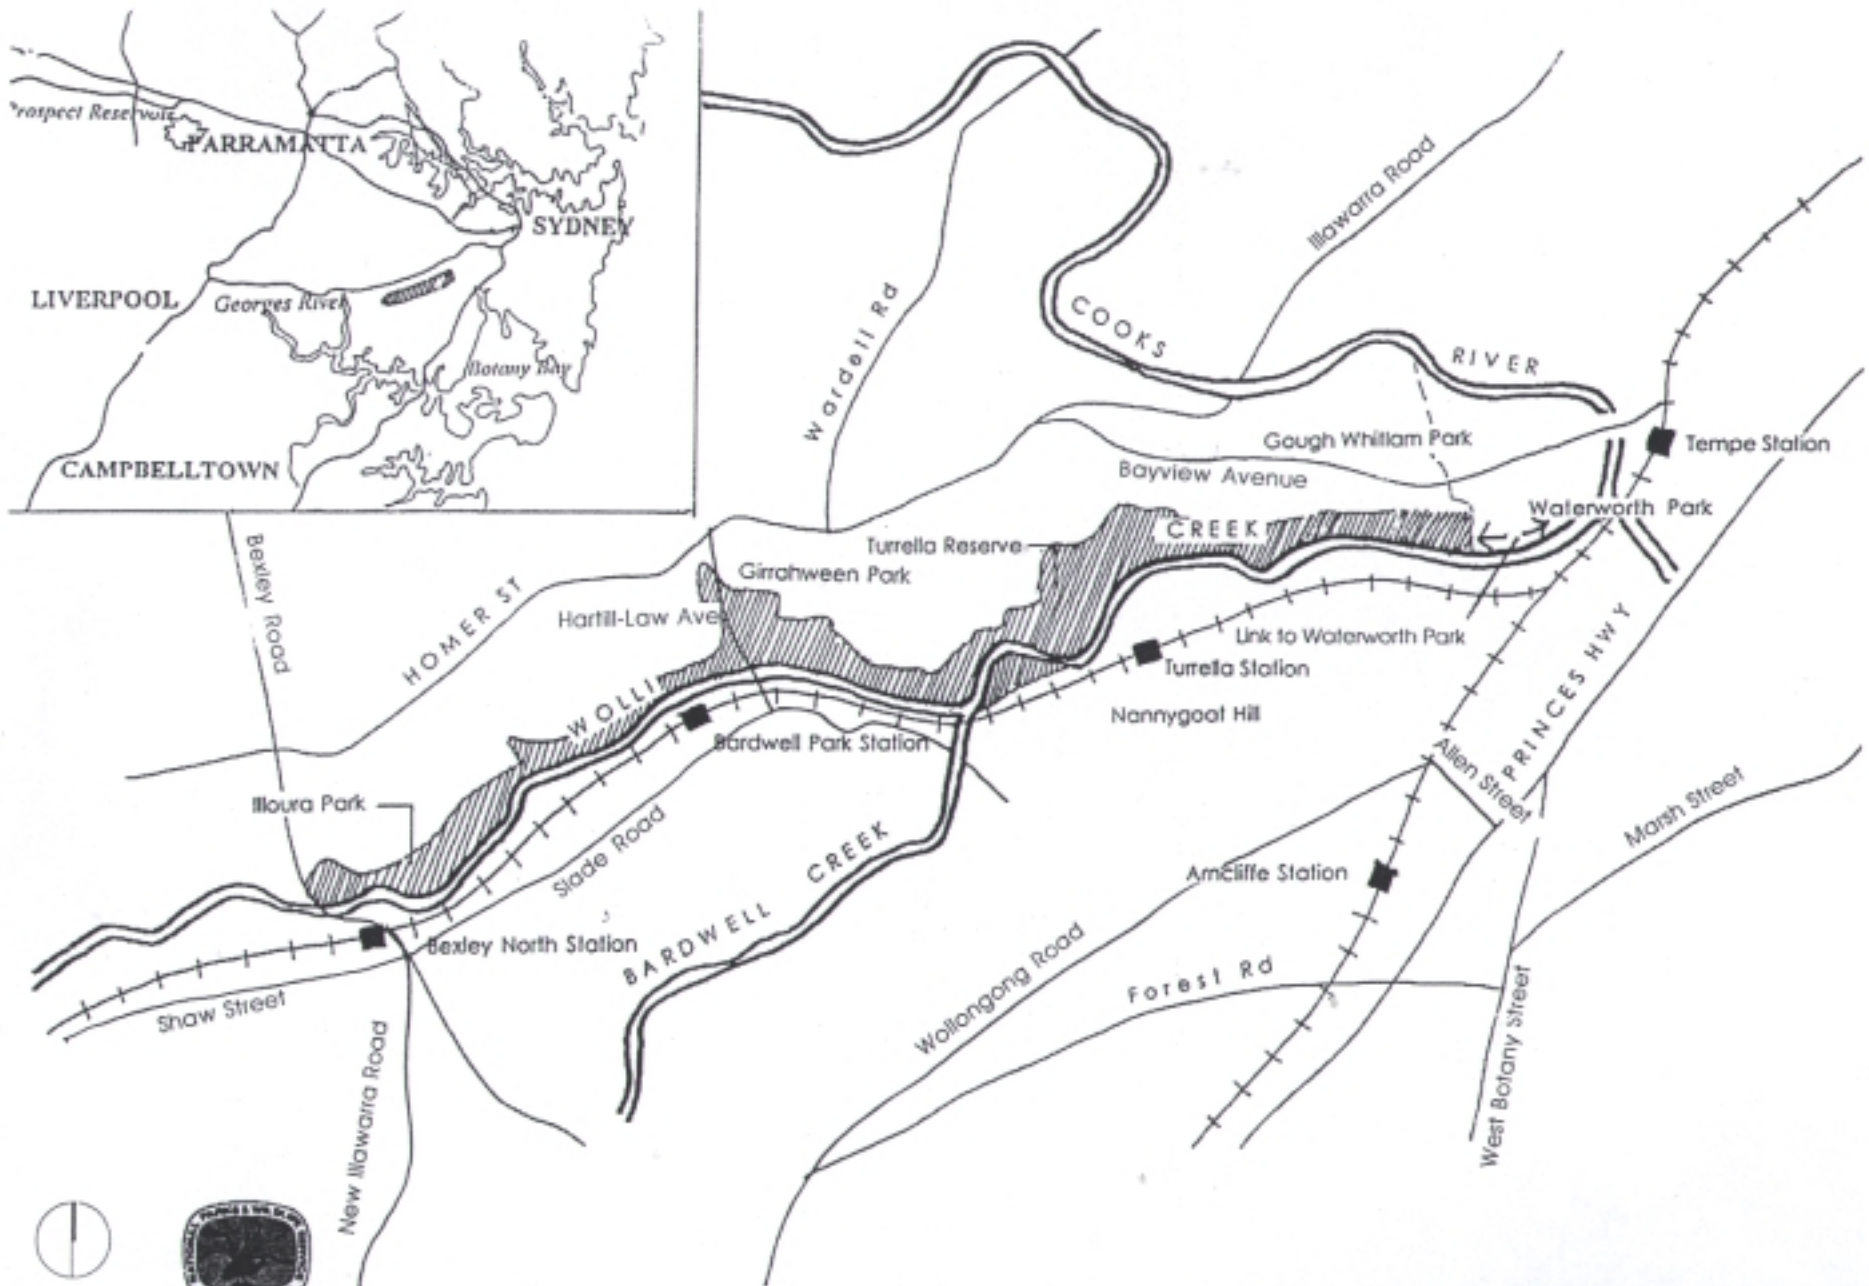 Prospect Reservoir
PARRAMATTA
SYDNEY
LIVERPOOL
Georges River
Botany Bay
CAMPBELLTOWN
Illawarra Road
Wardell Rd
COOKS
RIVER
Gough Whitlam Park
Tempe Station
Bayview Avenue
Waterworth Park
CREEK
Turrella Reserve
Girrahween Park
Bexley Road
HOMER ST
Hartill-Law Ave
Link to Waterworth Park
Turrella Station
WOLLI
Nannygoat Hill
PRINCES HWY
Bardwell Park Station
Allen Street
Illoura Park
Marsh Street
Slade Road
CREEK
Arncliffe Station
BARDWELL
Bexley North Station
Wollongong Road
Forest Rd
Shaw Street
West Botany Street
New Illawarra Road
NATIONAL PARKS & WILDLIFE SERVICE